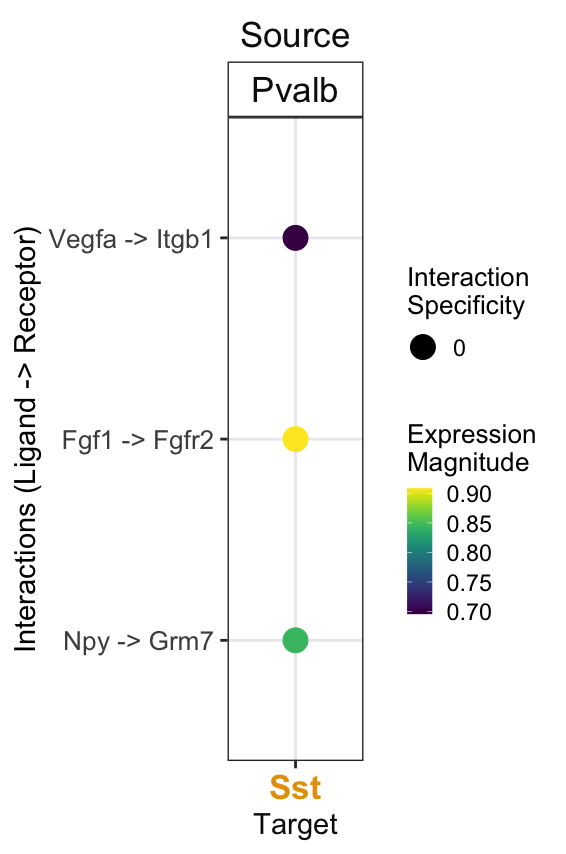 Source
Pvalb
Interactions (Ligand -> Receptor)
Vegfa -> Itgb1
Fgf1 -> Fgfr2
Npy -> Grm7
Sst
Target
Interaction
Specificity
0
Expression
Magnitude
0.90
0.85
0.80
0.75
0.70